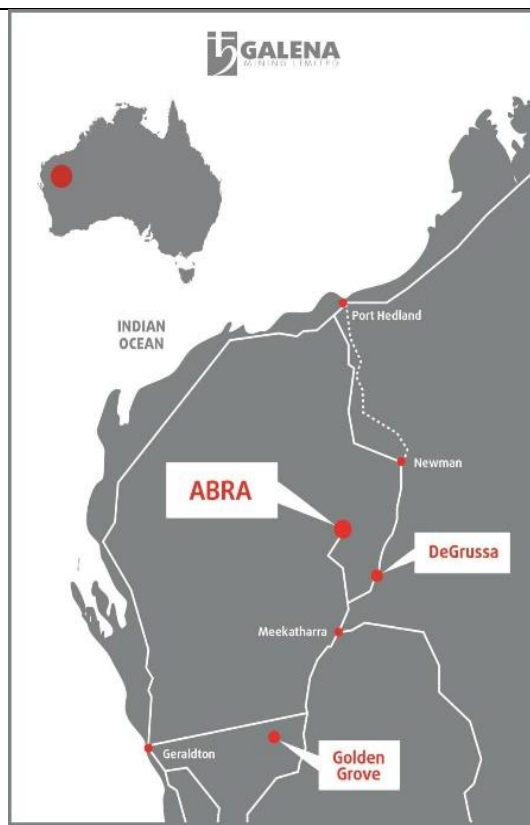 GALENA
MINING LIMITED
INDIAN
OCEAN
Port Hedland
Newman
ABRA
DeGrussa
Meekatharra
Geraldton
Golden
Grove